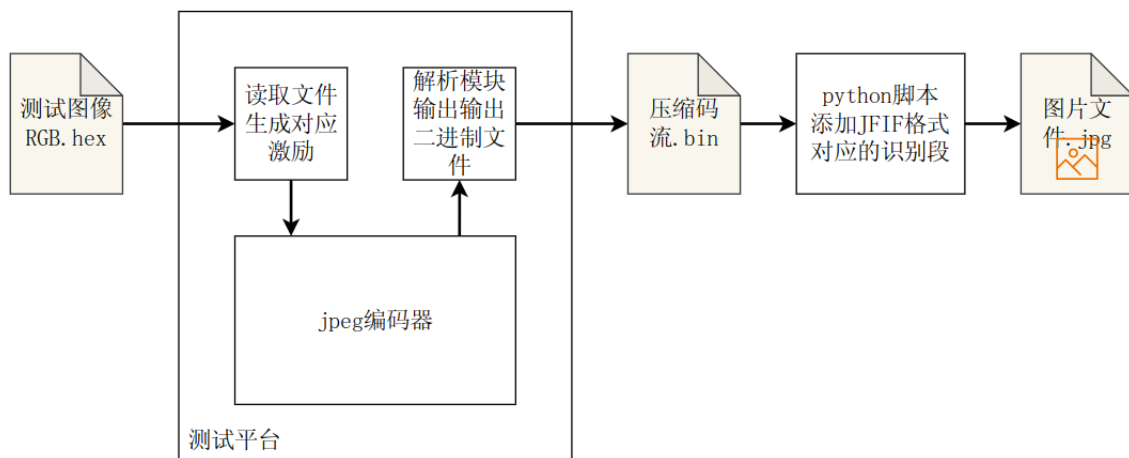 测试图像
RGB.hex
读取文件
生成对应
激励
解析模块
输出输出
二进制文
件
压缩码
流.bin
python脚本
添加JFIF格式
对应的识别段
图片文
件.jpg
jpeg编码器
测试平台